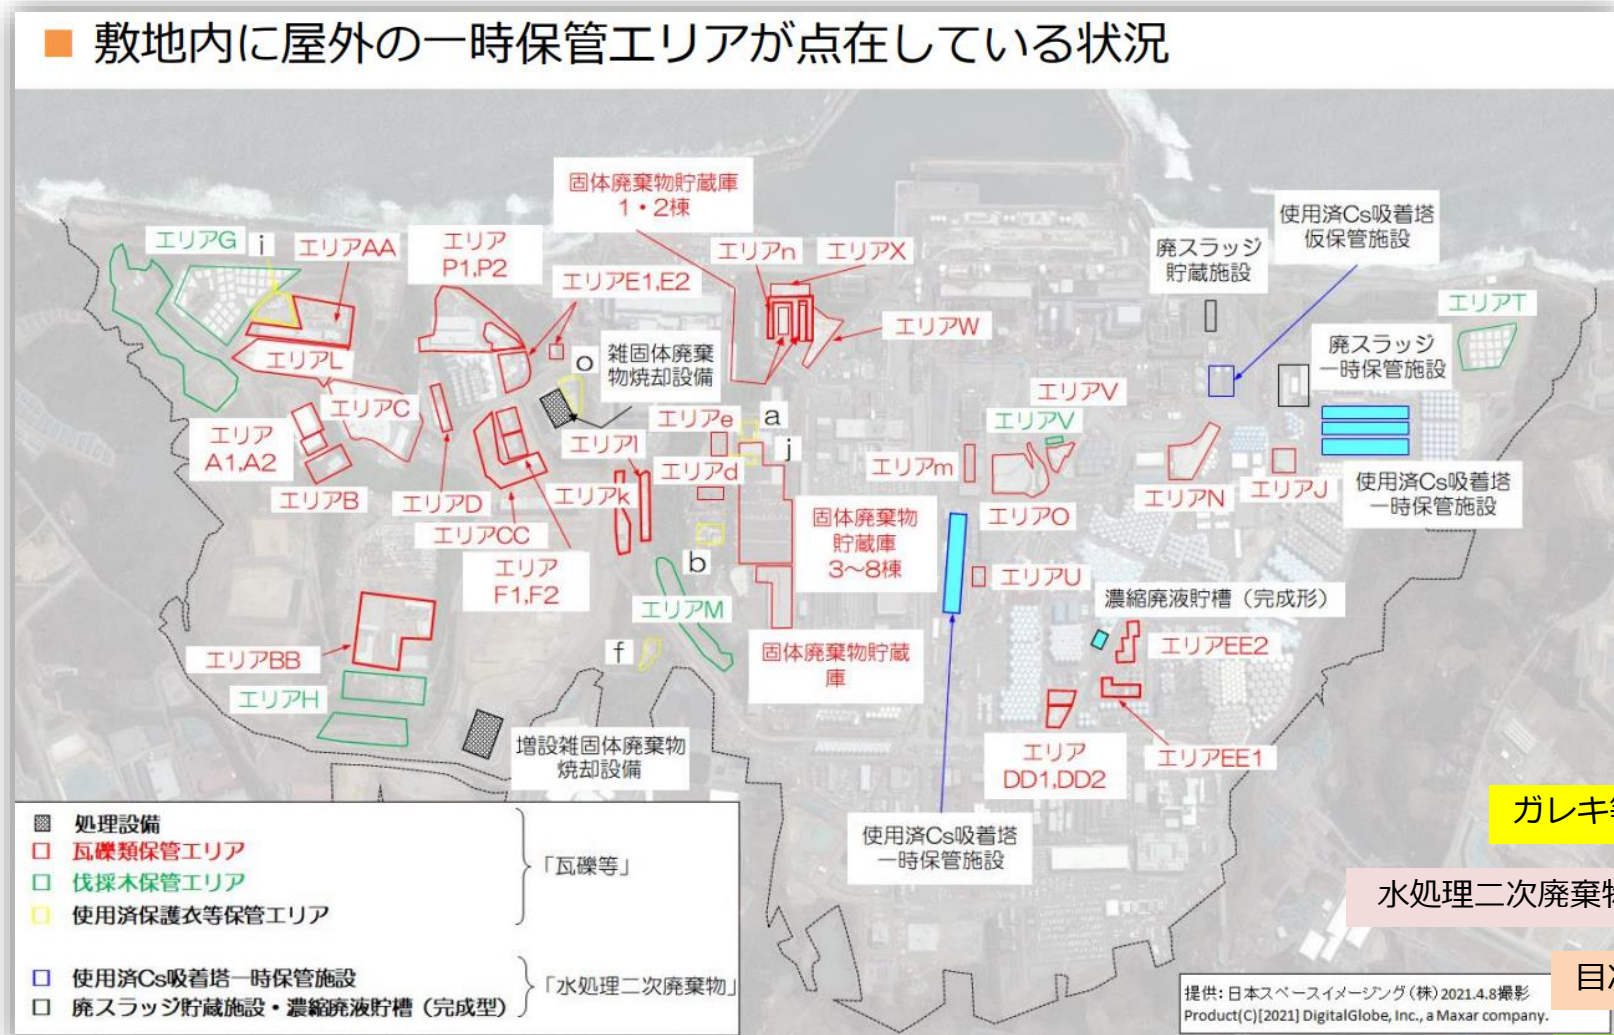 ■ 敷地内に屋外の一時保管エリアが点在している状況
固体廃棄物貯蔵庫
1・2棟
使用済Cs吸着塔
仮保管施設
エリアG
i
エリアAA
エリア
P1,P2
エリアn
エリアX
廃スラッジ
貯蔵施設
エリアE1,E2
エリアT
エリアW
エリアL
o
雑固体廃棄
物焼却設備
廃スラッジ
一時保管施設
エリアC
エリアV
エリアe
a
エリアV
エリア
A1,A2
エリアl
j
エリアd
エリアm
エリアB
エリアD
エリアk
エリアN
エリアJ
使用済Cs吸着塔
一時保管施設
エリアCC
固体廃棄物
貯蔵庫
3～8棟
エリアO
エリア
F1,F2
b
エリアU
エリアM
濃縮廃液貯槽（完成形）
エリアBB
f
固体廃棄物貯蔵
庫
エリアEE2
エリアH
増設雑固体廃棄物
焼却設備
エリア
DD1,DD2
エリアEE1
使用済Cs吸着塔
一時保管施設
処理設備
瓦礫類保管エリア
伐採木保管エリア
使用済保護衣等保管エリア
「瓦礫等」
使用済Cs吸着塔一時保管施設
廃スラッジ貯蔵施設・濃縮廃液貯槽（完成型）
「水処理二次廃棄物」
ガレキ等
水処理二次廃棄物
目次
提供：日本スペースイメージング（株）2021.4.8撮影
Product(C)[2021] DigitalGlobe, Inc., a Maxar company.